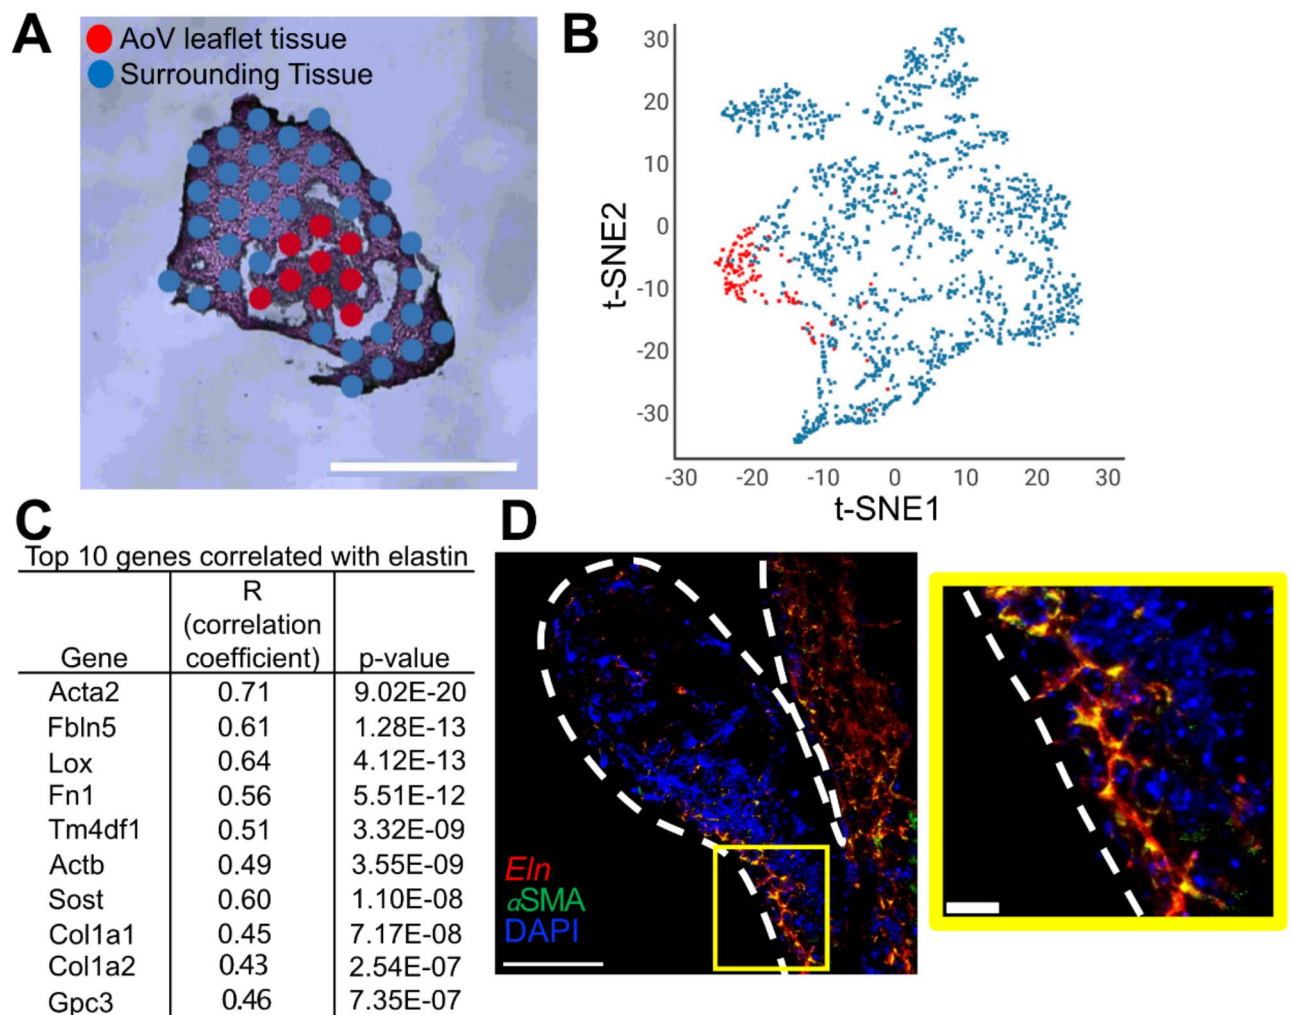 A
AoV leaflet tissue
Surrounding Tissue
B
30
20
10
0
-10
-20
-30
t-SNE2
-30 -20 -10 0 10 20 30
t-SNE1
C
Top 10 genes correlated with elastin
Gene R (correlation coefficient) p-value
Acta2 0.71 9.02E-20
Fbln5 0.61 1.28E-13
Lox 0.64 4.12E-13
Fn1 0.56 5.51E-12
Tm4df1 0.51 3.32E-09
Actb 0.49 3.55E-09
Sost 0.60 1.10E-08
Col1a1 0.45 7.17E-08
Col1a2 0.43 2.54E-07
Gpc3 0.46 7.35E-07
D
Eln
αSMA
DAPI